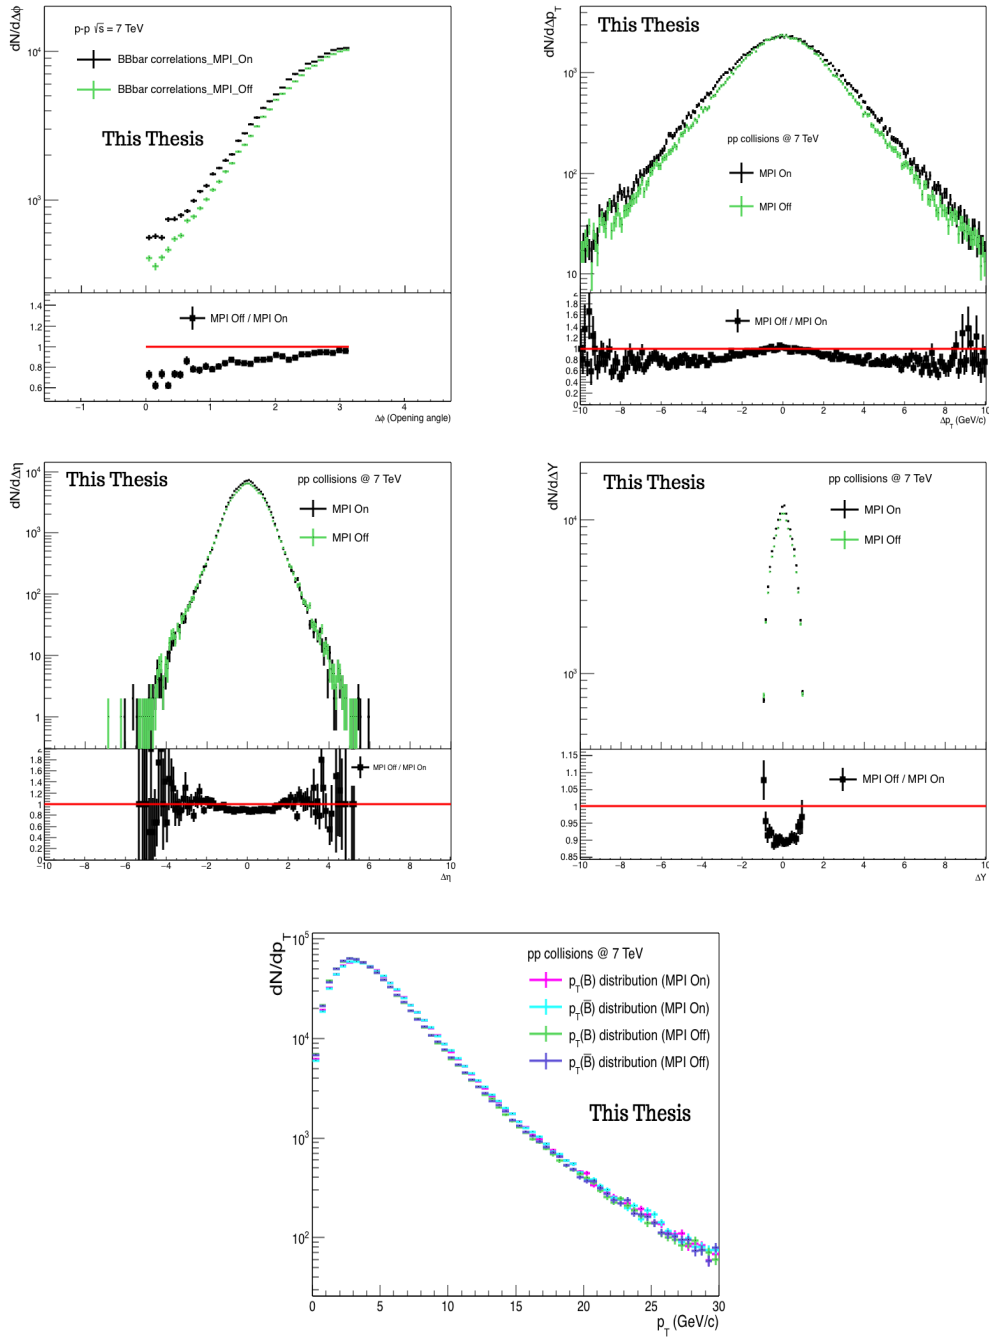 dN/dΔϕ
10⁴
10³
p-p √s = 7 TeV
BBbar correlations_MPI_On
BBbar correlations_MPI_Off
This Thesis
1.4
1.2
1
0.8
0.6
MPI Off / MPI On
−1 0 1 2 3 4
Δϕ (Opening angle)
dN/dΔp_T
10³
10²
10
This Thesis
pp collisions @ 7 TeV
MPI On
MPI Off
2
1.8
1.6
1.4
1.2
1
0.8
0.6
0.4
0.2
0
MPI Off / MPI On
−10 −8 −6 −4 −2 0 2 4 6 8 10
Δp_T (GeV/c)
dN/dΔη
10⁴
10³
10²
10
1
This Thesis
pp collisions @ 7 TeV
MPI On
MPI Off
2
1.8
1.6
1.4
1.2
1
0.8
0.6
0.4
0.2
0
MPI Off / MPI On
−10 −8 −6 −4 −2 0 2 4 6 8 10
Δη
dN/dΔY
10⁴
10³
This Thesis
pp collisions @ 7 TeV
MPI On
MPI Off
1.15
1.1
1.05
1
0.95
0.9
0.85
MPI Off / MPI On
−10 −8 −6 −4 −2 0 2 4 6 8 10
ΔY
dN/dp_T
10⁵
10⁴
10³
10²
pp collisions @ 7 TeV
p_T(B) distribution (MPI On)
p_T(B̅) distribution (MPI On)
p_T(B) distribution (MPI Off)
p_T(B̅) distribution (MPI Off)
This Thesis
0 5 10 15 20 25 30
p_T (GeV/c)